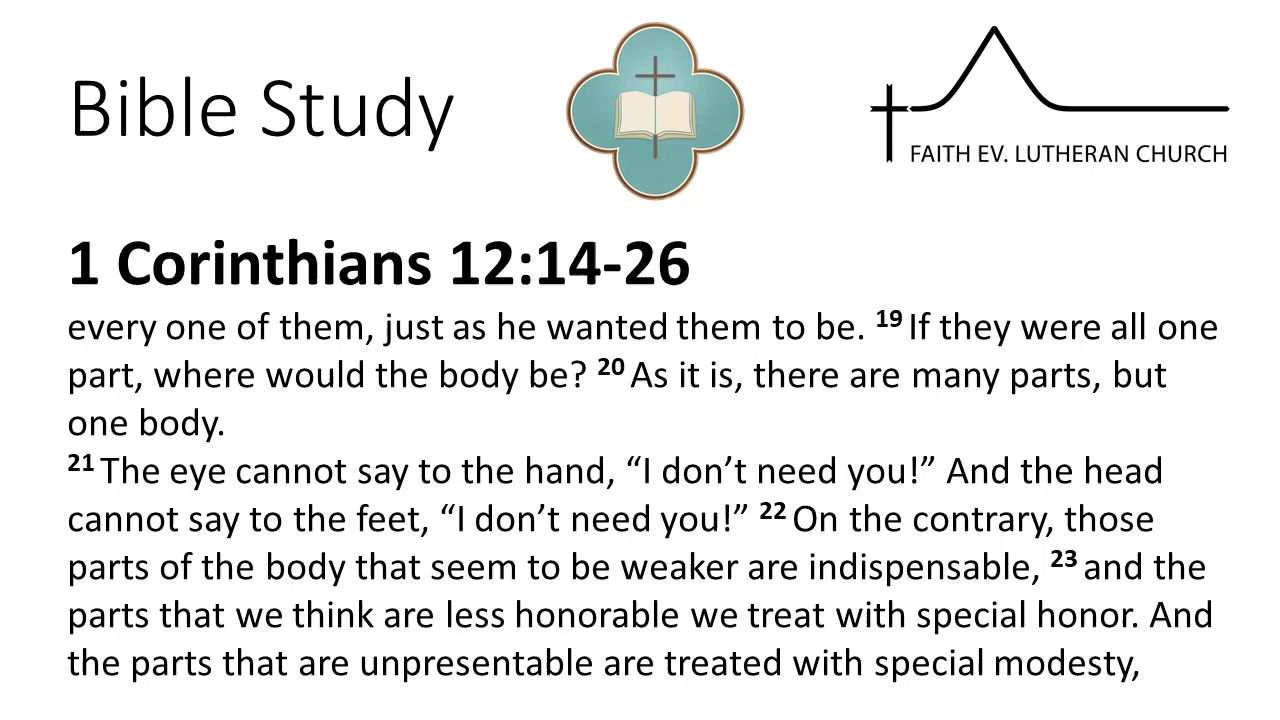 Bible Study
FAITH EV. LUTHERAN CHURCH
1 Corinthians 12:14-26
every one of them, just as he wanted them to be. 19 If they were all one
part, where would the body be? 20 As it is, there are many parts, but
one body.
21 The eye cannot say to the hand, “I don’t need you!” And the head
cannot say to the feet, “I don’t need you!” 22 On the contrary, those
parts of the body that seem to be weaker are indispensable, 23 and the
parts that we think are less honorable we treat with special honor. And
the parts that are unpresentable are treated with special modesty,